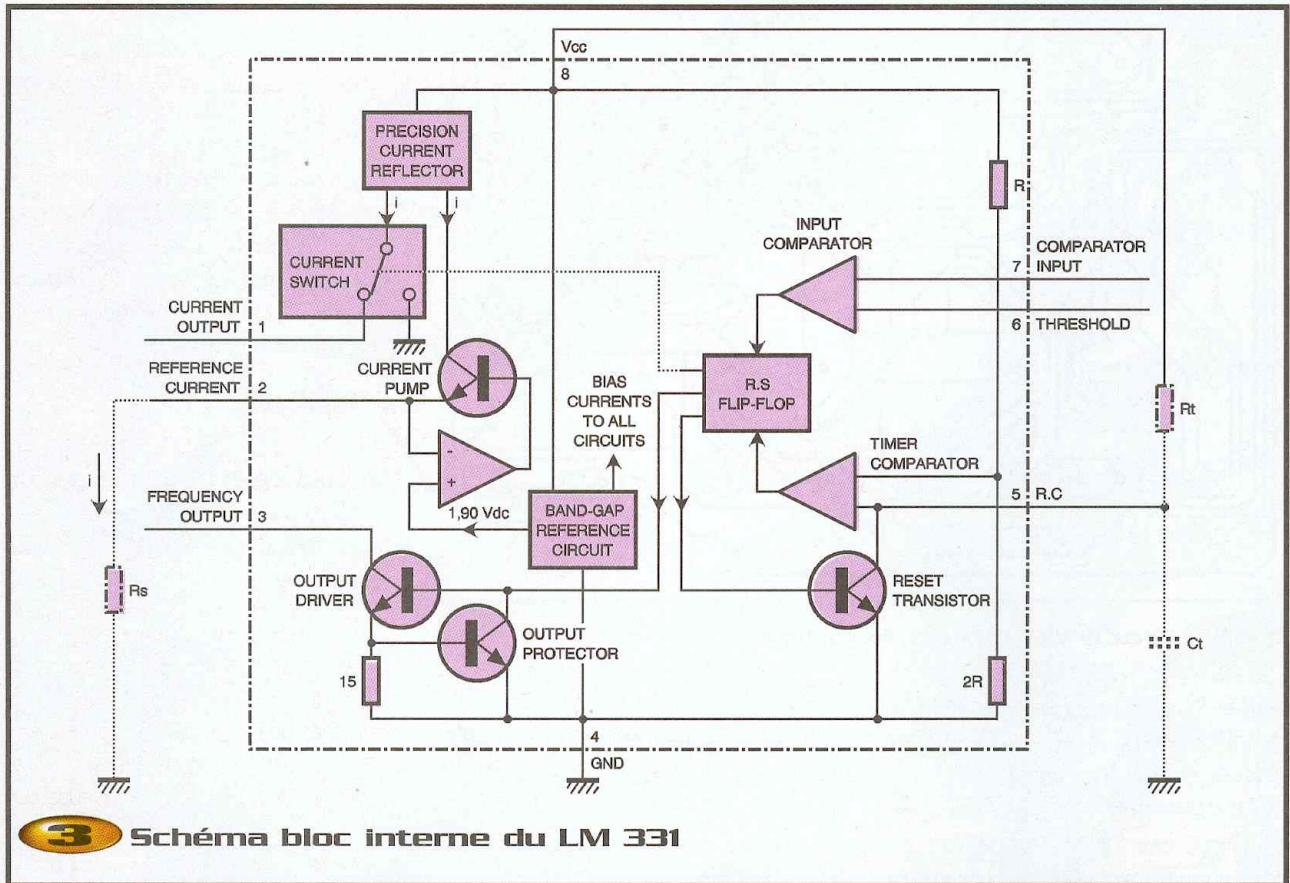 Vcc
8
PRECISION
CURRENT
REFLECTOR
i
i
R
INPUT
COMPARATOR
CURRENT
SWITCH
7
COMPARATOR
INPUT
CURRENT
OUTPUT
1
6
THRESHOLD
REFERENCE
CURRENT
2
CURRENT
PUMP
BIAS
CURRENTS
TO ALL
CIRCUITS
R.S
FLIP-FLOP
Rt
-
+
TIMER
COMPARATOR
i
FREQUENCY
OUTPUT
3
1,90 Vdc
BAND-GAP
REFERENCE
CIRCUIT
5
R.C
Rs
OUTPUT
DRIVER
RESET
TRANSISTOR
OUTPUT
PROTECTOR
Ct
15
2R
4
GND
3 Schéma bloc interne du LM 331